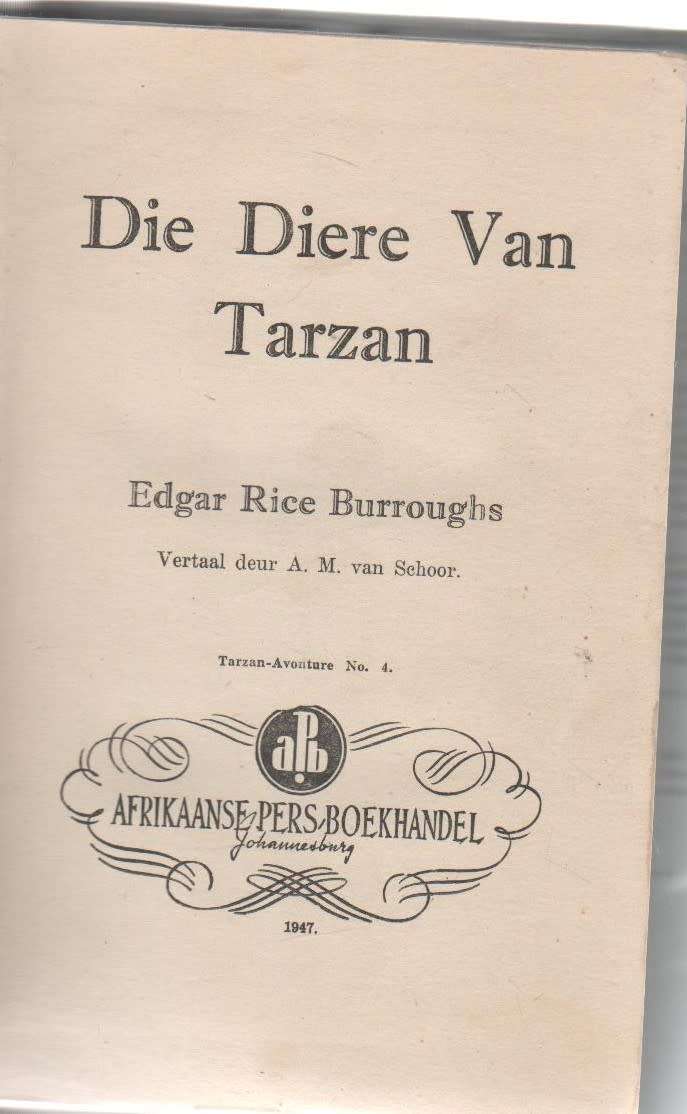 Die Diere Van
Tarzan
Edgar Rice Burroughs
Vertaal deur A. M. van Schoor.
Tarzan-Avonture No. 4.
aPb
AFRIKAANSE-PERS-BOEKHANDEL
Johannesburg
1947.